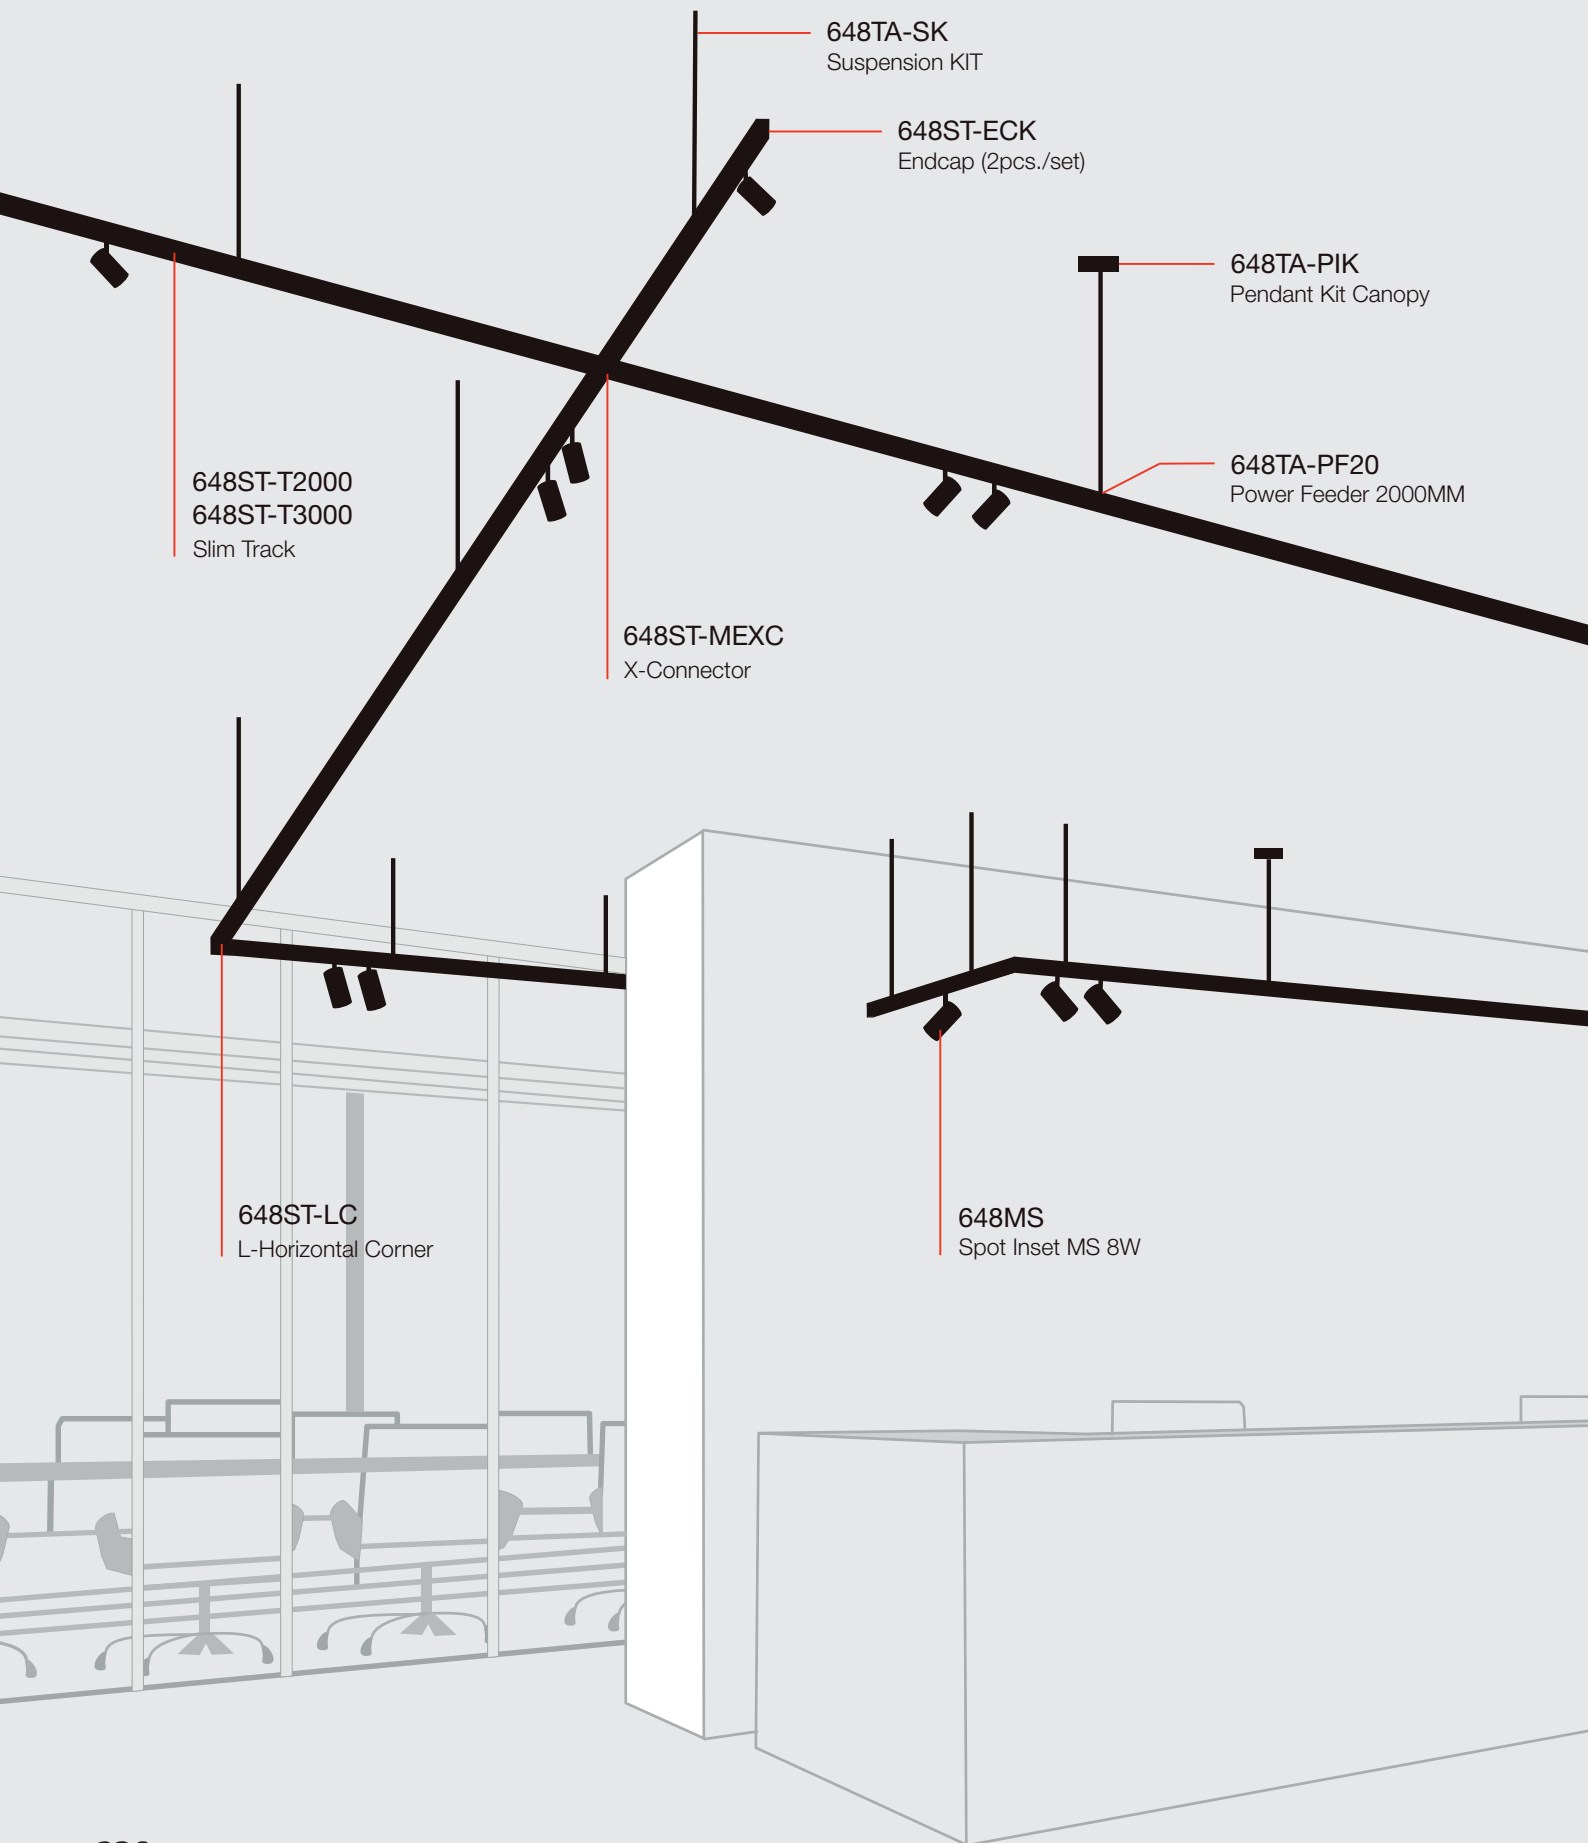 648TA-SK
Suspension KIT
648ST-ECK
Endcap (2pcs./set)
648TA-PIK
Pendant Kit Canopy
648TA-PF20
Power Feeder 2000MM
648ST-T2000
648ST-T3000
Slim Track
648ST-MEXC
X-Connector
648ST-LC
L-Horizontal Corner
648MS
Spot Inset MS 8W